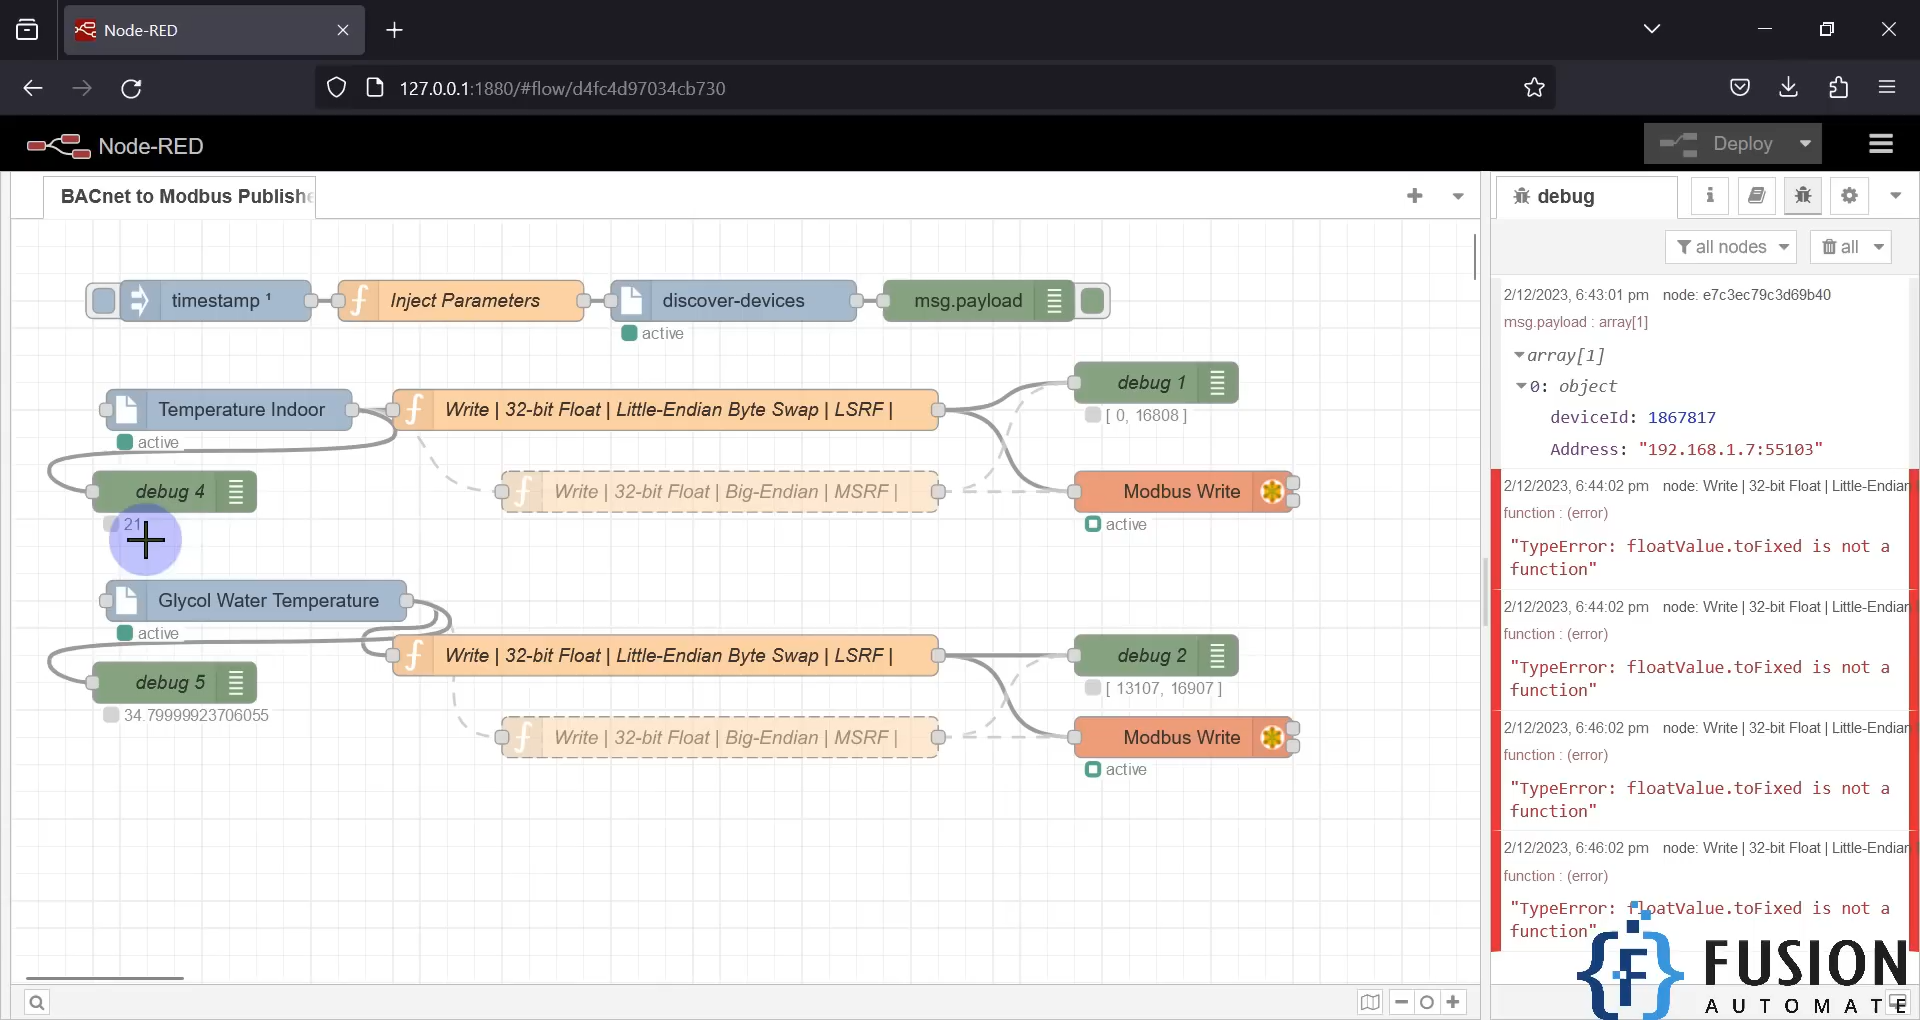 Node-RED
127.0.0.1:1880/#flow/d4fc4d97034cb730
Node-RED
Deploy
BACnet to Modbus Publishe
debug
i
all nodes
all
timestamp ¹
Inject Parameters
discover-devices
msg.payload
active
Temperature Indoor
active
Write | 32-bit Float | Little-Endian Byte Swap | LSRF |
debug 1
[ 0, 16808 ]
debug 4
21
Write | 32-bit Float | Big-Endian | MSRF |
Modbus Write
active
Glycol Water Temperature
active
Write | 32-bit Float | Little-Endian Byte Swap | LSRF |
debug 2
[ 13107, 16907 ]
debug 5
34.79999923706055
Write | 32-bit Float | Big-Endian | MSRF |
Modbus Write
active
2/12/2023, 6:43:01 pm node: e7c3ec79c3d69b40
msg.payload : array[1]
array[1]
0: object
deviceId: 1867817
Address: "192.168.1.7:55103"
2/12/2023, 6:44:02 pm node: Write | 32-bit Float | Little-Endian
function : (error)
"TypeError: floatValue.toFixed is not a
function"
2/12/2023, 6:44:02 pm node: Write | 32-bit Float | Little-Endian
function : (error)
"TypeError: floatValue.toFixed is not a
function"
2/12/2023, 6:46:02 pm node: Write | 32-bit Float | Little-Endian
function : (error)
"TypeError: floatValue.toFixed is not a
function"
2/12/2023, 6:46:02 pm node: Write | 32-bit Float | Little-Endian
function : (error)
"TypeError: floatValue.toFixed is not a
function"
{F}
FUSION
AUTOMATE